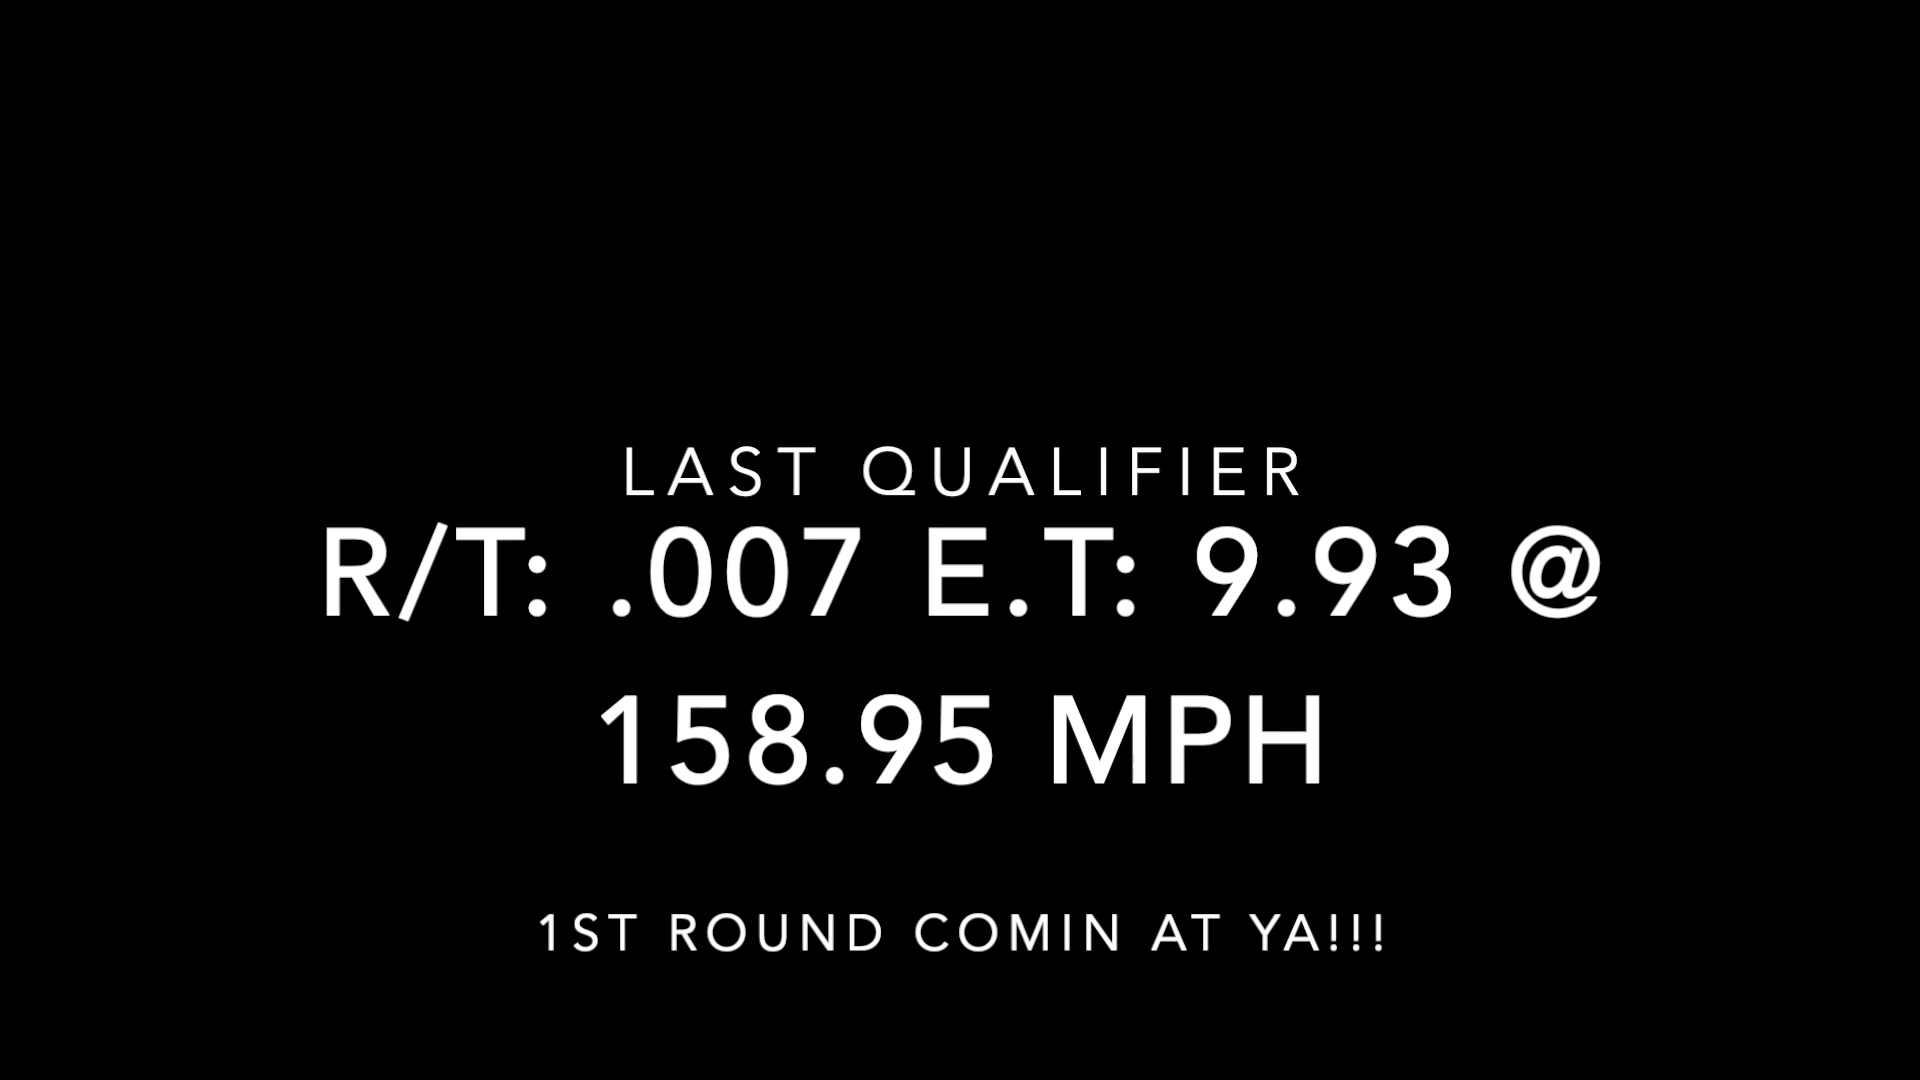 LAST QUALIFIER
R/T: .007 E.T: 9.93 @
158.95 MPH
1ST ROUND COMIN AT YA!!!